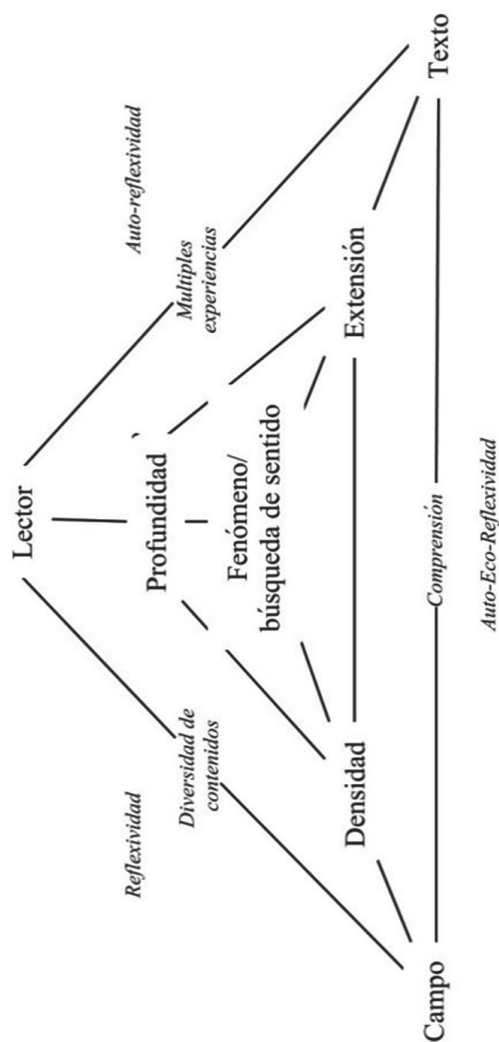 Lector
Reflexividad
Auto-reflexividad
Profundidad
Diversidad de
contenidos
Multiples
experiencias
Fenómeno/
búsqueda de sentido
Densidad
Extensión
Campo
Comprensión
Texto
Auto-Eco-Reflexividad